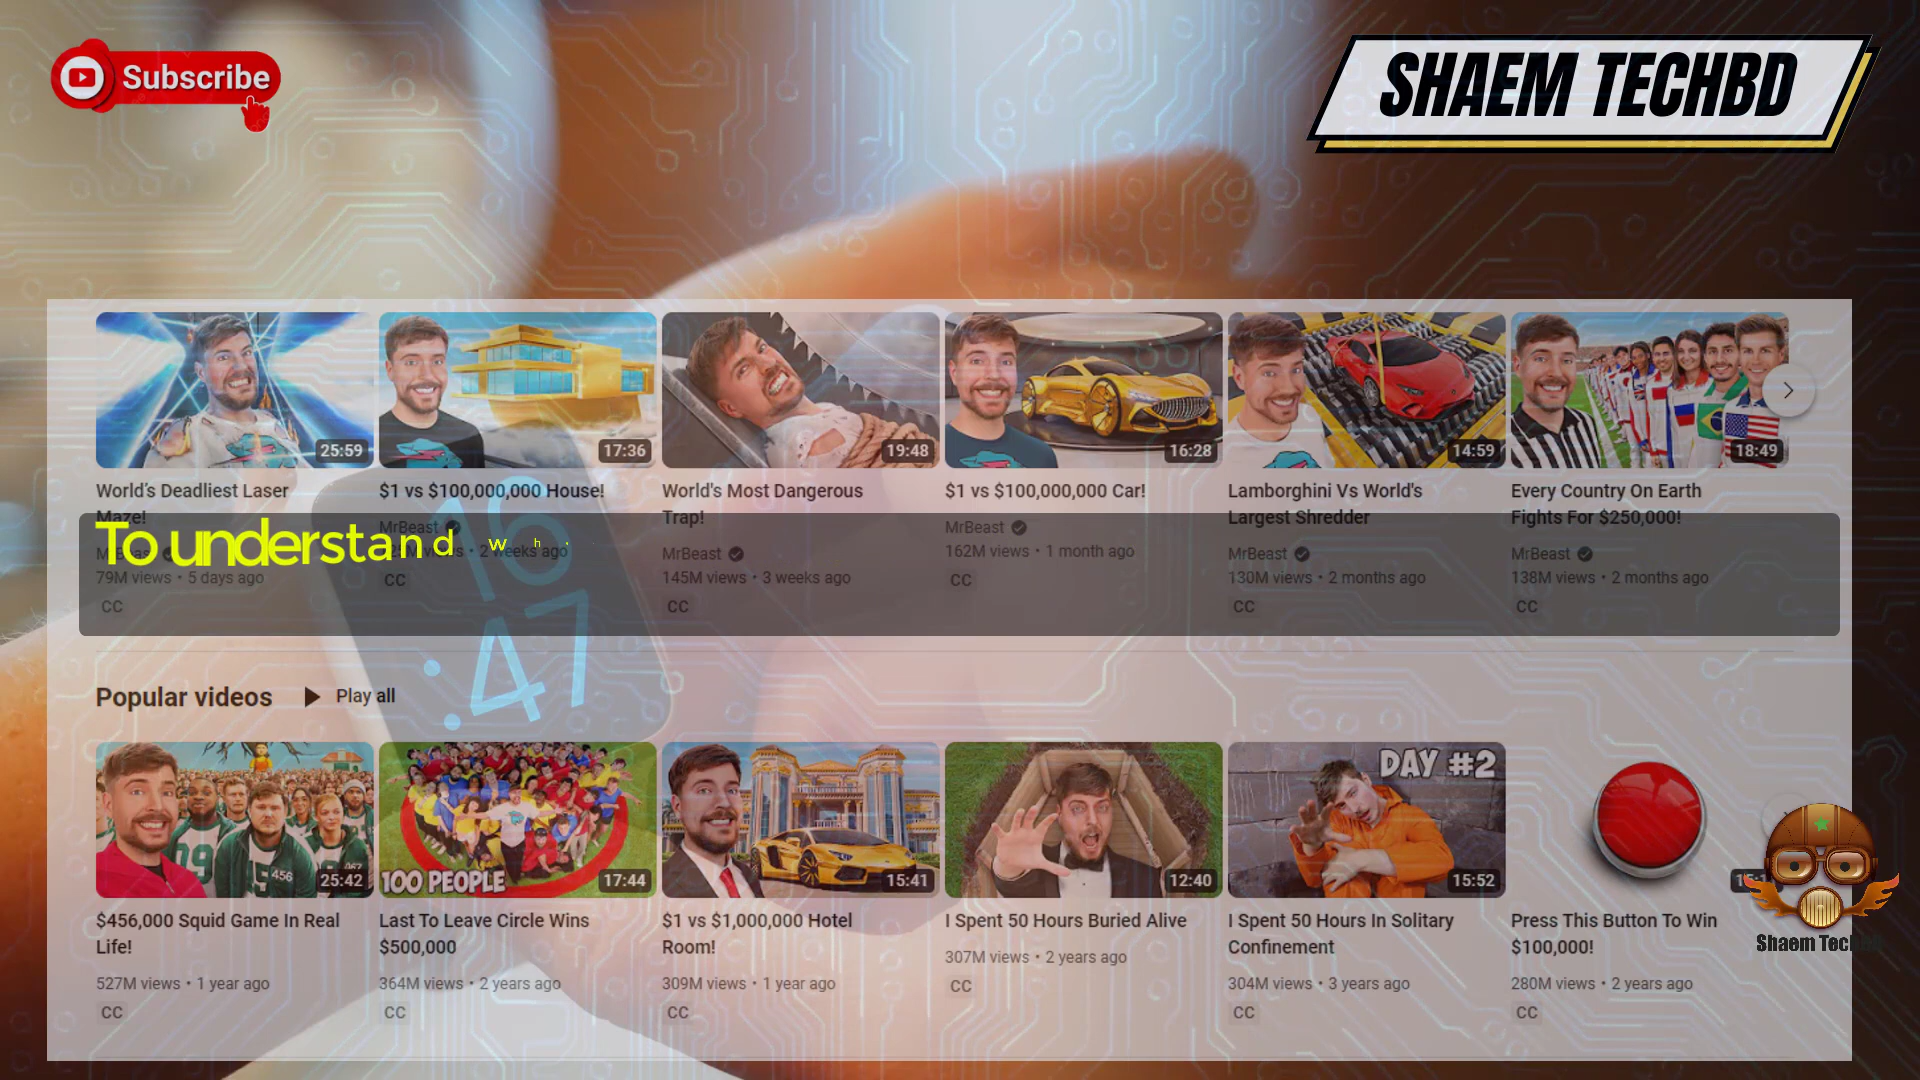 Subscribe
SHAEM TECHBD
25:59
17:36
19:48
16:28
14:59
18:49
World's Deadliest Laser
Maze!
$1 vs $100,000,000 House!
World's Most Dangerous
Trap!
$1 vs $100,000,000 Car!
Lamborghini Vs World's
Largest Shredder
Every Country On Earth
Fights For $250,000!
To understand w h
MrBeast
MrBeast
MrBeast
MrBeast
MrBeast
79M views • 5 days ago
views • 2 weeks ago
145M views • 3 weeks ago
162M views • 1 month ago
130M views • 2 months ago
138M views • 2 months ago
CC
CC
CC
CC
CC
CC
16
:47
Popular videos
Play all
25:42
456
100 PEOPLE
17:44
15:41
12:40
DAY #2
15:52
$456,000 Squid Game In Real
Life!
Last To Leave Circle Wins
$500,000
$1 vs $1,000,000 Hotel
Room!
I Spent 50 Hours Buried Alive
I Spent 50 Hours In Solitary
Confinement
Press This Button To Win
$100,000!
527M views • 1 year ago
364M views • 2 years ago
309M views • 1 year ago
307M views • 2 years ago
304M views • 3 years ago
280M views • 2 years ago
CC
CC
CC
CC
CC
CC
Shaem